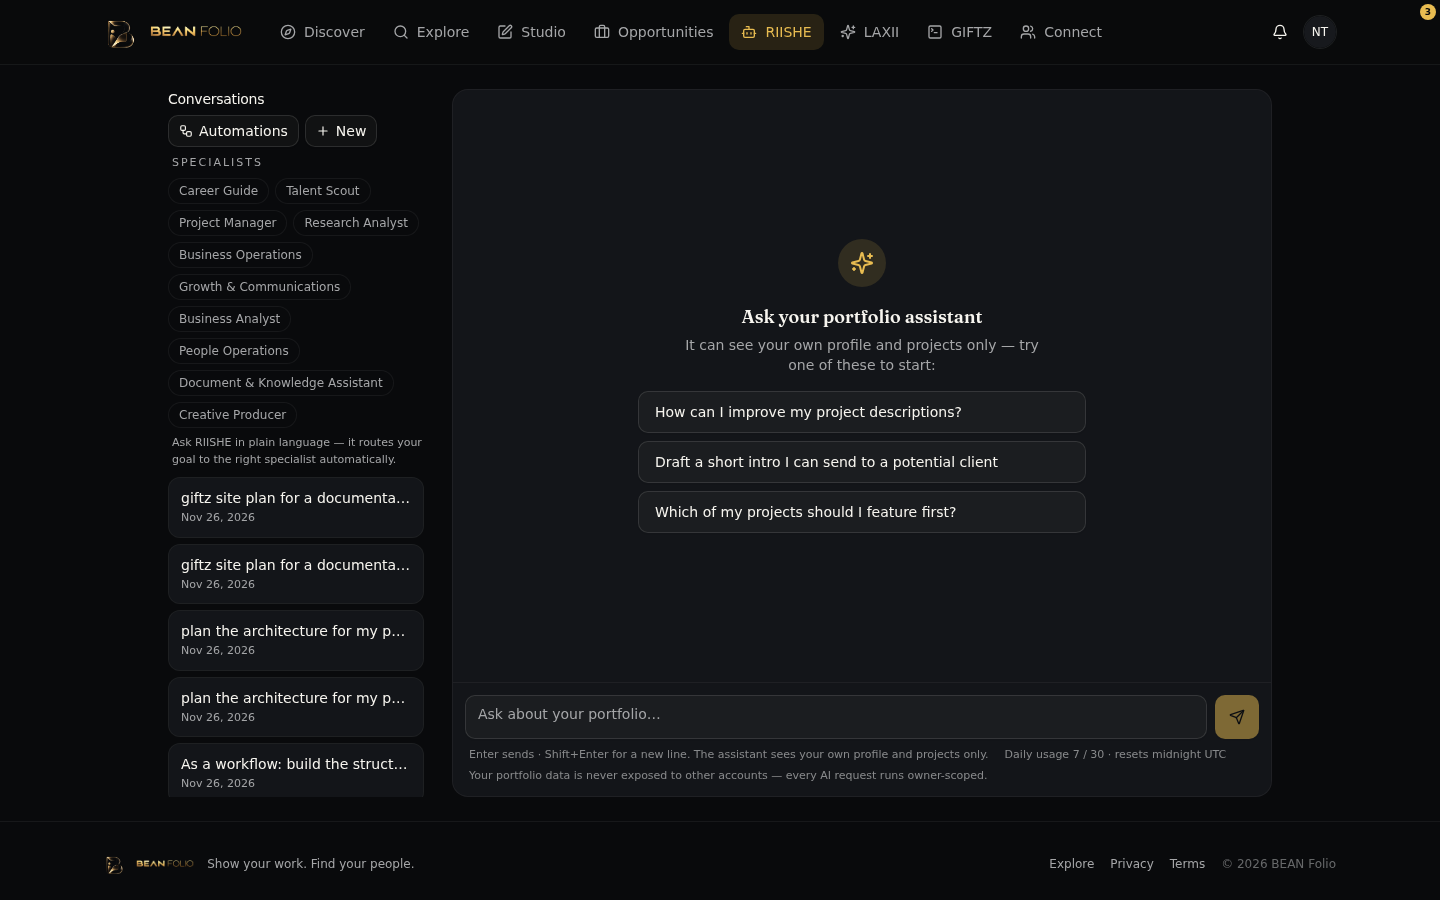 BEAN FOLIO
Discover
Explore
Studio
Opportunities
RIISHE
LAXII
GIFTZ
Connect
NT
3
Conversations
Automations
New
SPECIALISTS
Career Guide
Talent Scout
Project Manager
Research Analyst
Business Operations
Growth & Communications
Business Analyst
People Operations
Document & Knowledge Assistant
Creative Producer
Ask RIISHE in plain language — it routes your
goal to the right specialist automatically.
giftz site plan for a documenta...
Nov 26, 2026
giftz site plan for a documenta...
Nov 26, 2026
plan the architecture for my p...
Nov 26, 2026
plan the architecture for my p...
Nov 26, 2026
As a workflow: build the struct...
Nov 26, 2026
Ask your portfolio assistant
It can see your own profile and projects only — try
one of these to start:
How can I improve my project descriptions?
Draft a short intro I can send to a potential client
Which of my projects should I feature first?
Ask about your portfolio...
Enter sends · Shift+Enter for a new line. The assistant sees your own profile and projects only.
Daily usage 7 / 30 · resets midnight UTC
Your portfolio data is never exposed to other accounts — every AI request runs owner-scoped.
BEAN FOLIO
Show your work. Find your people.
Explore
Privacy
Terms
© 2026 BEAN Folio